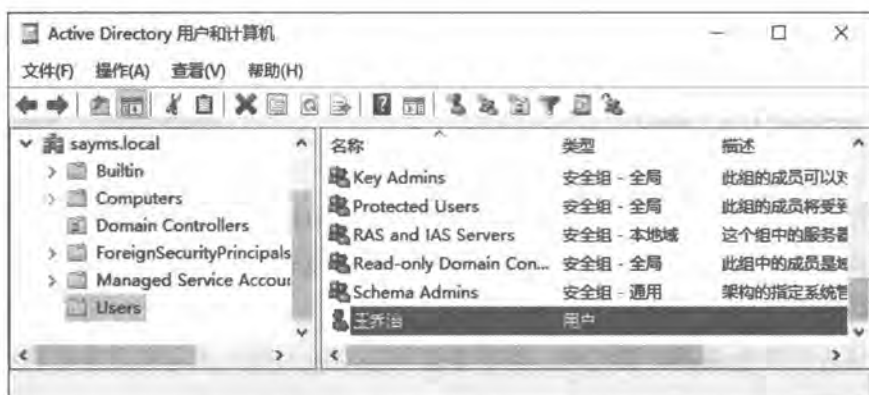 Active Directory 用户和计算机
文件(F) 操作(A) 查看(V) 帮助(H)
sayms.local
Builtin
Computers
Domain Controllers
ForeignSecurityPrincipals
Managed Service Accour
Users
名称 类型 描述
Key Admins 安全组 - 全局 此组的成员可以对
Protected Users 安全组 - 全局 此组的成员将受到
RAS and IAS Servers 安全组 - 本地域 这个组中的服务器
Read-only Domain Con... 安全组 - 全局 此组中的成员是域
Schema Admins 安全组 - 通用 架构的指定系统管
王乔治 用户